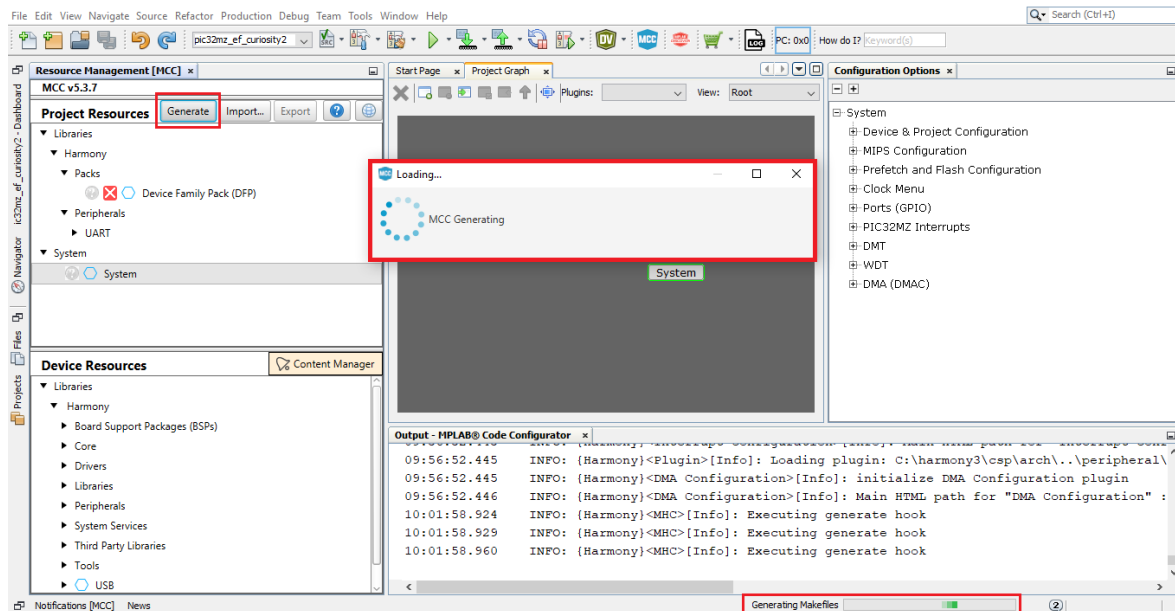 File Edit View Navigate Source Refactor Production Debug Team Tools Window Help
Search (Ctrl+I)
pic32mz_ef_curiosity2
SRC
DV
MCC
LOG
PC: 0x0
How do I?
Keyword(s)
Resource Management [MCC] ×
MCC v5.3.7
Project Resources
Generate
Import...
Export
?
Libraries
Harmony
Packs
Device Family Pack (DFP)
Peripherals
UART
System
System
ic32mz_ef_curiosity2 - Dashboard
Navigator
Files
Projects
Device Resources
Content Manager
Libraries
Harmony
Board Support Packages (BSPs)
Core
Drivers
Libraries
Peripherals
System Services
Third Party Libraries
Tools
USB
Start Page × Project Graph ×
Plugins:
View: Root
MCC Loading...
MCC Generating
System
Configuration Options ×
System
Device & Project Configuration
MIPS Configuration
Prefetch and Flash Configuration
Clock Menu
Ports (GPIO)
PIC32MZ Interrupts
DMT
WDT
DMA (DMAC)
Output - MPLAB® Code Configurator ×
09:56:52.445 INFO: {Harmony}<Plugin>[Info]: Loading plugin: C:\harmony3\csp\arch\..\peripheral\
09:56:52.445 INFO: {Harmony}<DMA Configuration>[Info]: initialize DMA Configuration plugin
09:56:52.446 INFO: {Harmony}<DMA Configuration>[Info]: Main HTML path for "DMA Configuration" :
10:01:58.924 INFO: {Harmony}<MHC>[Info]: Executing generate hook
10:01:58.929 INFO: {Harmony}<MHC>[Info]: Executing generate hook
10:01:58.960 INFO: {Harmony}<MHC>[Info]: Executing generate hook
Notifications [MCC] News
Generating Makefiles
2